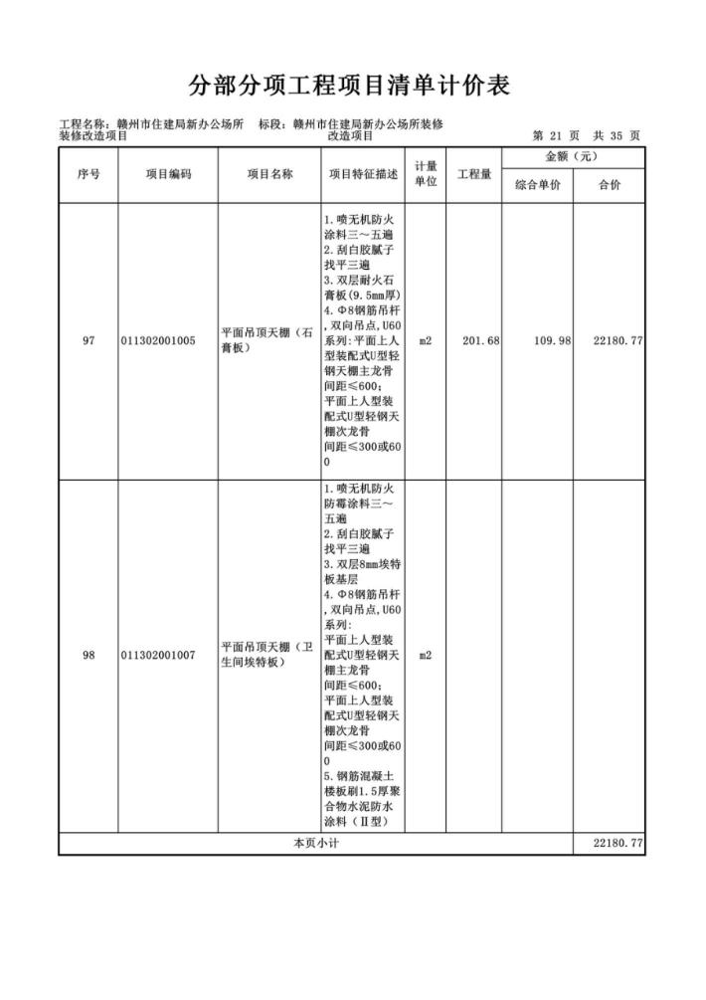 分部分项工程项目清单计价表
工程名称：赣州市住建局新办公场所
装修改造项目
标段：赣州市住建局新办公场所装修
改造项目
第 21 页 共 35 页
序号
项目编码
项目名称
项目特征描述
计量
单位
工程量
金额（元）
综合单价
合价
97
011302001005
平面吊顶天棚（石
膏板）
1.喷无机防火
涂料三～五遍
2.刮白胶腻子
找平三遍
3.双层耐火石
膏板(9.5mm厚)
4.Φ8钢筋吊杆
,双向吊点,U60
系列:平面上人
型装配式U型轻
钢天棚主龙骨
间距≤600；
平面上人型装
配式U型轻钢天
棚次龙骨
间距≤300或60
0
m2
201.68
109.98
22180.77
98
011302001007
平面吊顶天棚（卫
生间埃特板）
1.喷无机防火
防霉涂料三～
五遍
2.刮白胶腻子
找平三遍
3.双层8mm埃特
板基层
4.Φ8钢筋吊杆
,双向吊点,U60
系列:
平面上人型装
配式U型轻钢天
棚主龙骨
间距≤600；
平面上人型装
配式U型轻钢天
棚次龙骨
间距≤300或60
0
5.钢筋混凝土
楼板刷1.5厚聚
合物水泥防水
涂料（Ⅱ型）
m2
本页小计
22180.77